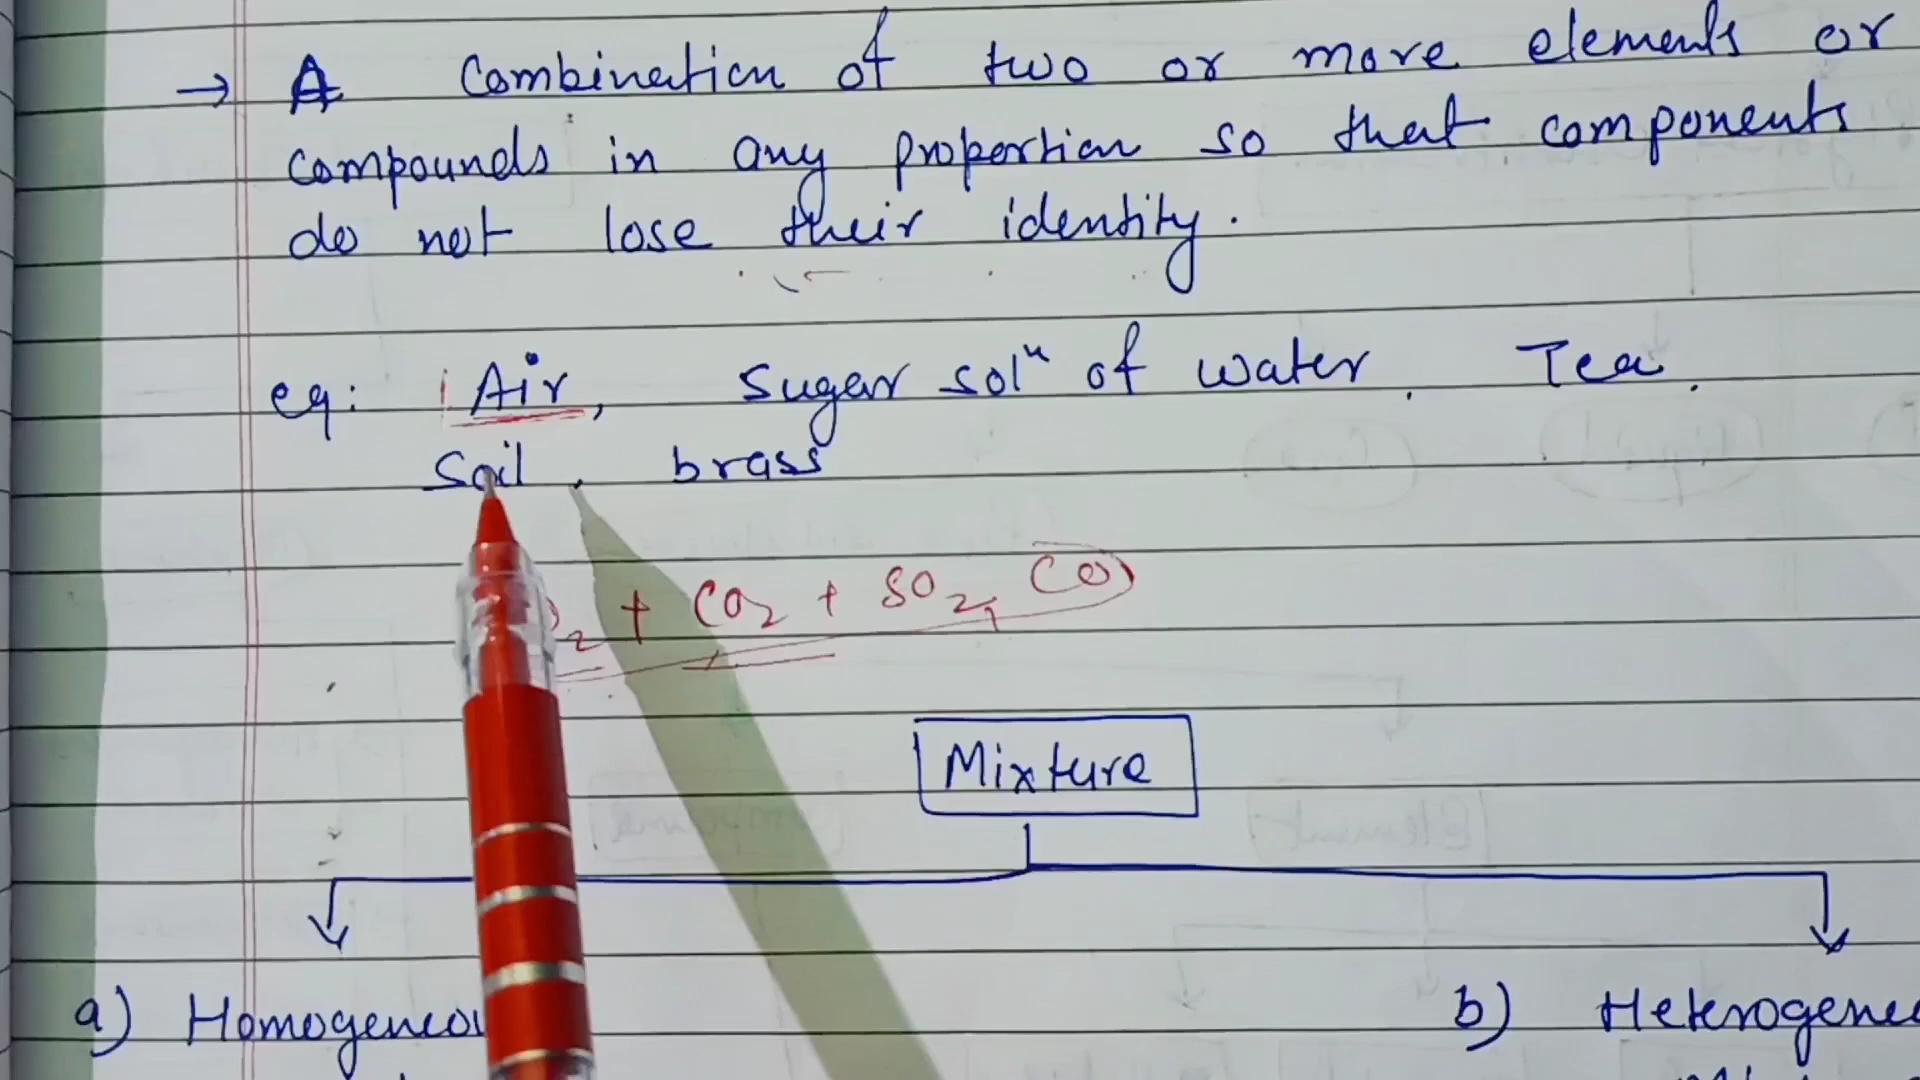 → A Combination of two or more elements or
compounds in any proportion so that components
do not lose their identity.
eg: Air, Sugar solⁿ of water, Tea,
Soil, brass
+ CO₂ + SO₂, CO
Mixture
a) Homogeneou
b) Heterogene